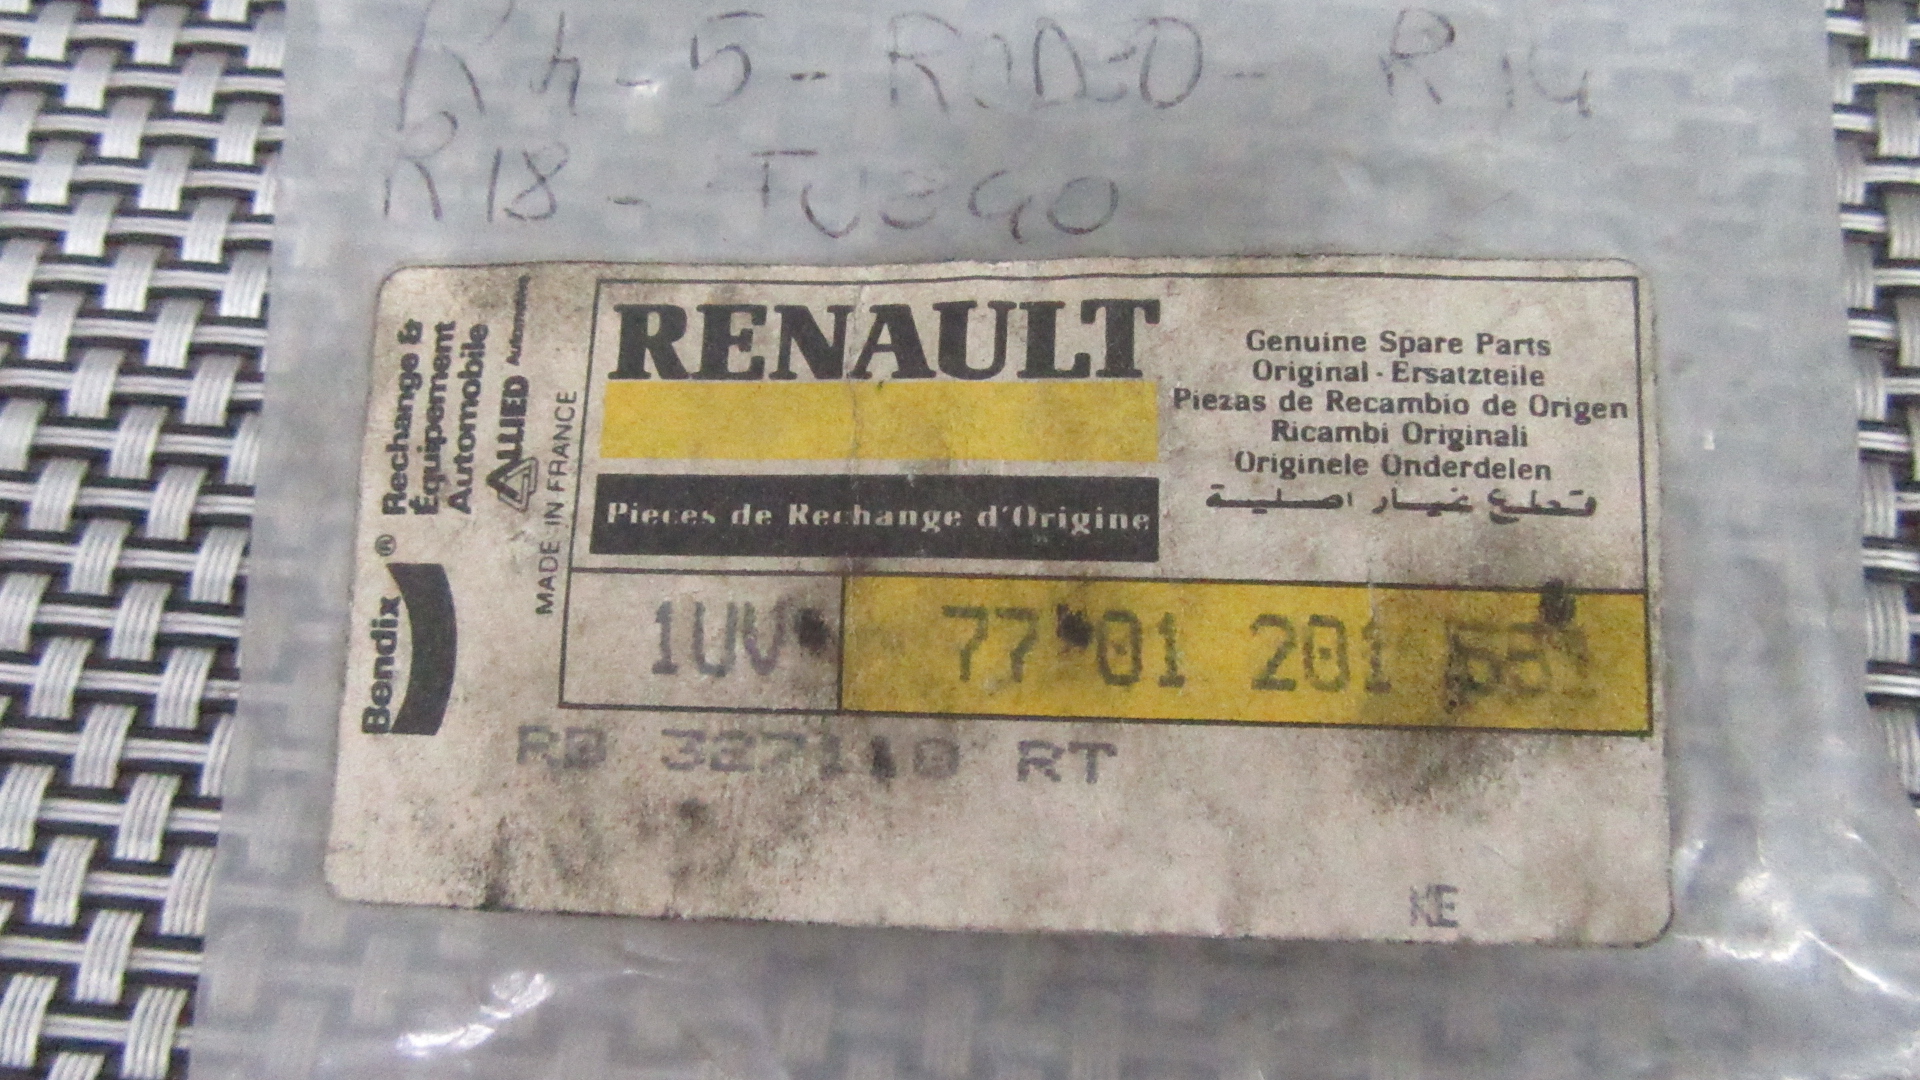 R4 - 5 - RODEO - R14
R18 - FUEGO
Rechange &
Équipement
Automobile
ALLIED Automotive
MADE IN FRANCE
Bendix ®
RENAULT
Pieces de Rechange d'Origine
Genuine Spare Parts
Original - Ersatzteile
Piezas de Recambio de Origen
Ricambi Originali
Originele Onderdelen
قطع غيار اصلية
1UV
77 01 201
327110 RT
KE